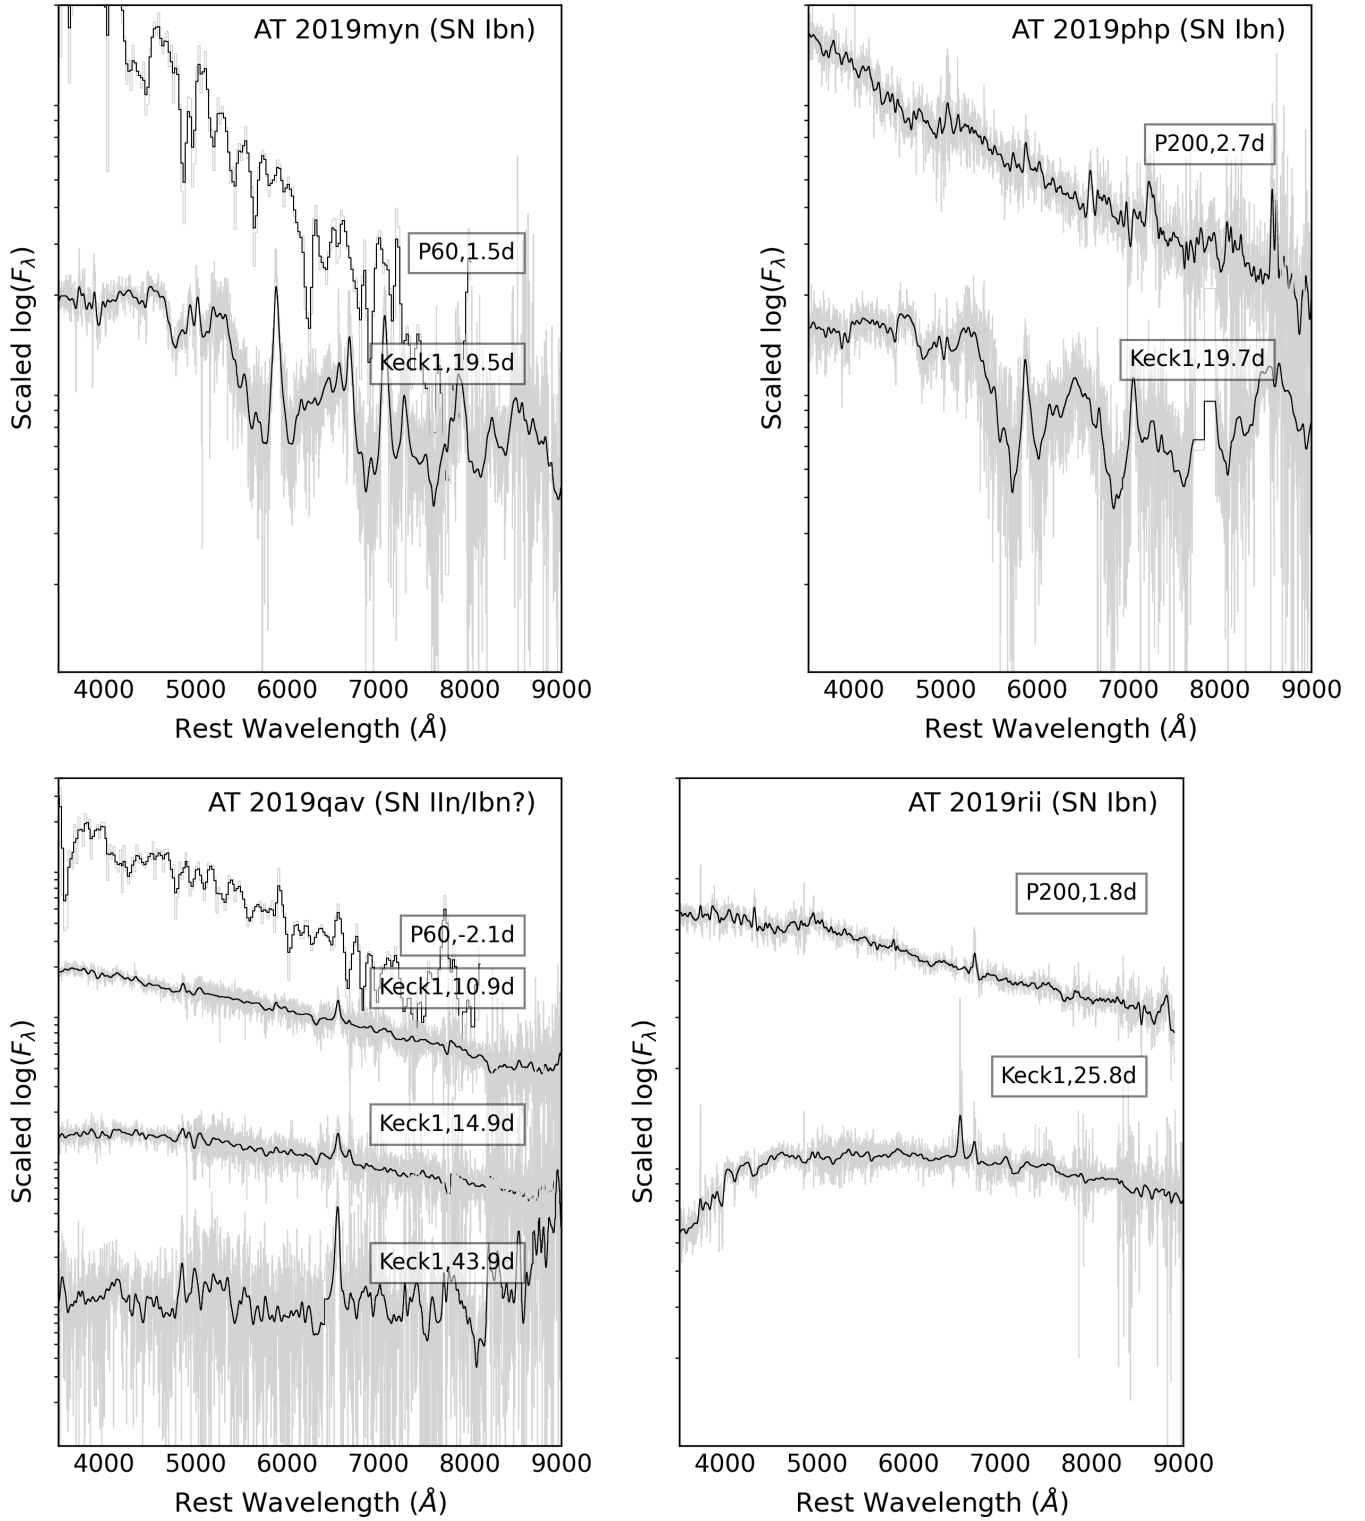 AT 2019myn (SN Ibn)
P60,1.5d
Keck1,19.5d
Scaled log(Fλ)
4000 5000 6000 7000 8000 9000
Rest Wavelength (Å)
AT 2019php (SN Ibn)
P200,2.7d
Keck1,19.7d
Scaled log(Fλ)
4000 5000 6000 7000 8000 9000
Rest Wavelength (Å)
AT 2019qav (SN IIn/Ibn?)
P60,-2.1d
Keck1,10.9d
Keck1,14.9d
Keck1,43.9d
Scaled log(Fλ)
4000 5000 6000 7000 8000 9000
Rest Wavelength (Å)
AT 2019rii (SN Ibn)
P200,1.8d
Keck1,25.8d
Scaled log(Fλ)
4000 5000 6000 7000 8000 9000
Rest Wavelength (Å)